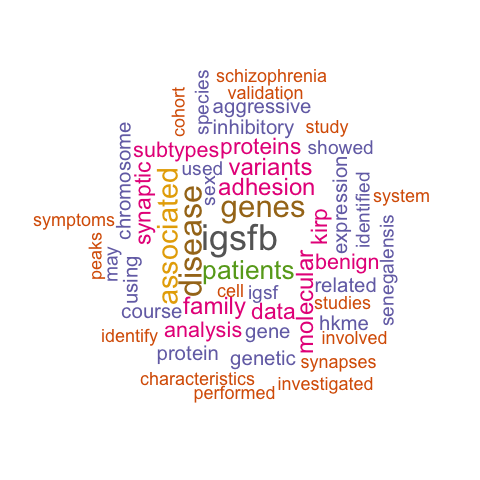 schizophrenia
validation
cohort
species
aggressive
inhibitory
study
chromosome
subtypes
proteins
showed
synaptic
used
variants
sex
adhesion
expression
identified
system
associated
disease
genes
kirp
symptoms
igsfb
senegalensis
peaks
may
using
patients
molecular
benign
cell
igsf
related
course
family
data
studies
hkme
identify
analysis
gene
involved
protein
genetic
synapses
characteristics
investigated
performed